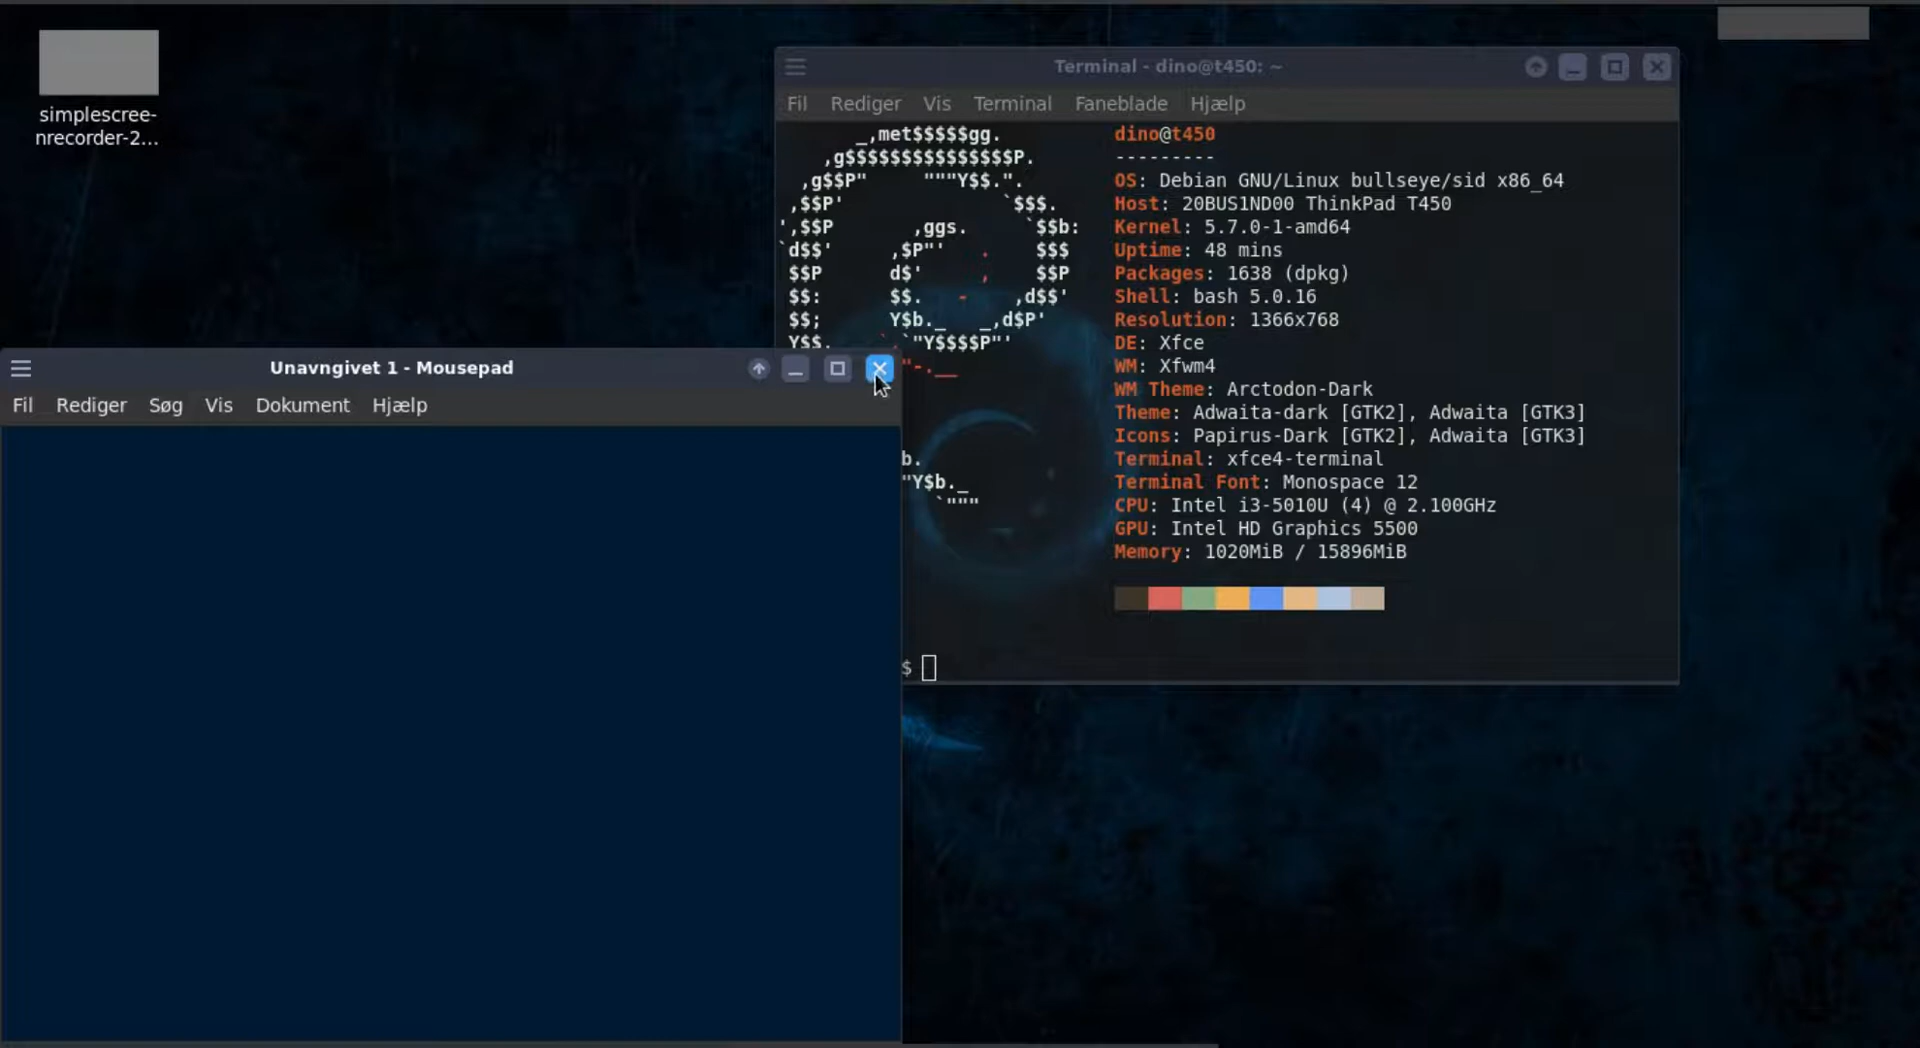 simplescree-
nrecorder-2...
Terminal - dino@t450: ~
Fil Rediger Vis Terminal Faneblade Hjælp
_,met$$$$$gg.
,g$$$$$$$$$$$$$$$P.
,g$$P" """Y$$.".
,$$P' `$$$.
',$$P ,ggs. `$$b:
`d$$' ,$P"' . $$$
$$P d$' , $$P
$$: $$. - ,d$$'
$$; Y$b._ _,d$P'
Y$$. `.`"Y$$$$P"'
"-.__
b.
"Y$b._
`"""
dino@t450
---------
OS: Debian GNU/Linux bullseye/sid x86_64
Host: 20BUS1ND00 ThinkPad T450
Kernel: 5.7.0-1-amd64
Uptime: 48 mins
Packages: 1638 (dpkg)
Shell: bash 5.0.16
Resolution: 1366x768
DE: Xfce
WM: Xfwm4
WM Theme: Arctodon-Dark
Theme: Adwaita-dark [GTK2], Adwaita [GTK3]
Icons: Papirus-Dark [GTK2], Adwaita [GTK3]
Terminal: xfce4-terminal
Terminal Font: Monospace 12
CPU: Intel i3-5010U (4) @ 2.100GHz
GPU: Intel HD Graphics 5500
Memory: 1020MiB / 15896MiB
$
Unavngivet 1 - Mousepad
Fil Rediger Søg Vis Dokument Hjælp